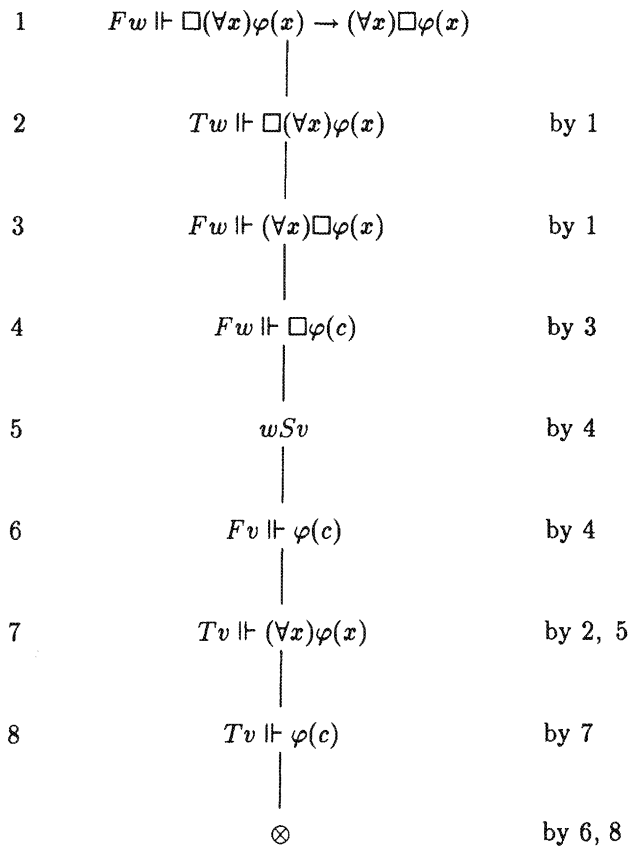 1 Fw ⊩ □(∀x)φ(x) → (∀x)□φ(x)
2 Tw ⊩ □(∀x)φ(x) by 1
3 Fw ⊩ (∀x)□φ(x) by 1
4 Fw ⊩ □φ(c) by 3
5 wSv by 4
6 Fv ⊩ φ(c) by 4
7 Tv ⊩ (∀x)φ(x) by 2, 5
8 Tv ⊩ φ(c) by 7
⊗ by 6, 8